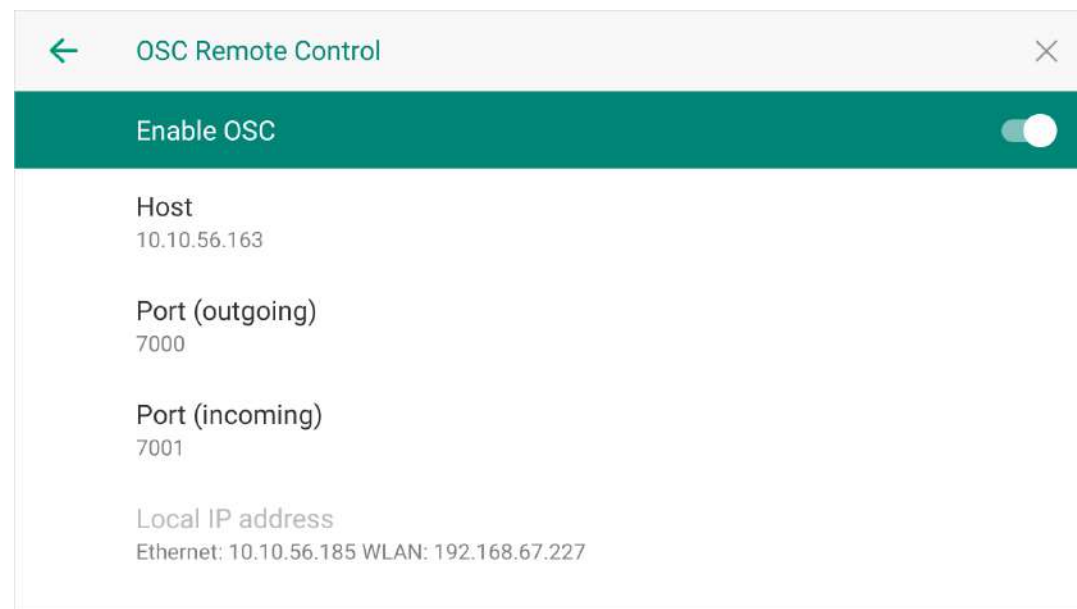 OSC Remote Control
Enable OSC
Host
10.10.56.163
Port (outgoing)
7000
Port (incoming)
7001
Local IP address
Ethernet: 10.10.56.185 WLAN: 192.168.67.227